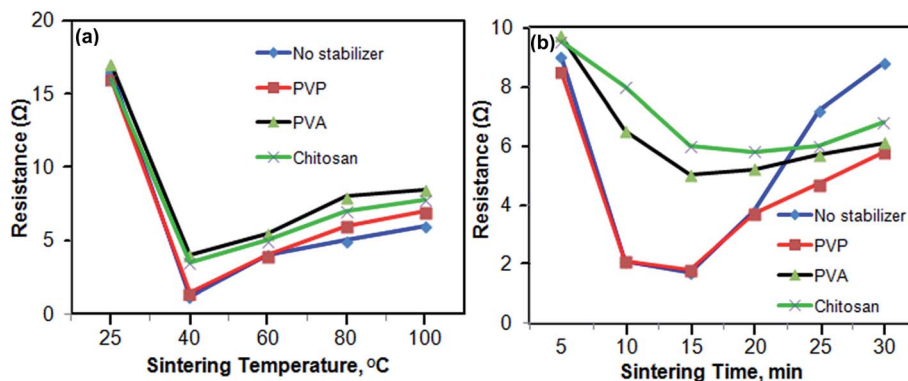 (a)
Resistance (Ω)
20
15
10
5
0
No stabilizer
PVP
PVA
Chitosan
25 40 60 80 100
Sintering Temperature, ºC
(b)
Resistance (Ω)
10
8
6
4
2
0
No stabilizer
PVP
PVA
Chitosan
5 10 15 20 25 30
Sintering Time, min